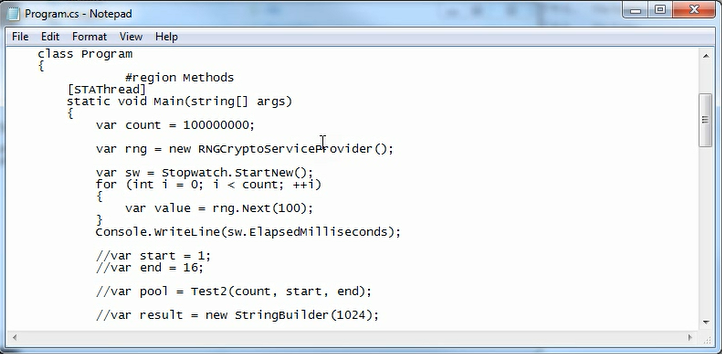 Program.cs - Notepad
File Edit Format View Help
class Program
{
#region Methods
[STAThread]
static void Main(string[] args)
{
var count = 100000000;
var rng = new RNGCryptoServiceProvider();
var sw = Stopwatch.StartNew();
for (int i = 0; i < count; ++i)
{
var value = rng.Next(100);
}
Console.WriteLine(sw.ElapsedMilliseconds);
//var start = 1;
//var end = 16;
//var pool = Test2(count, start, end);
//var result = new StringBuilder(1024);